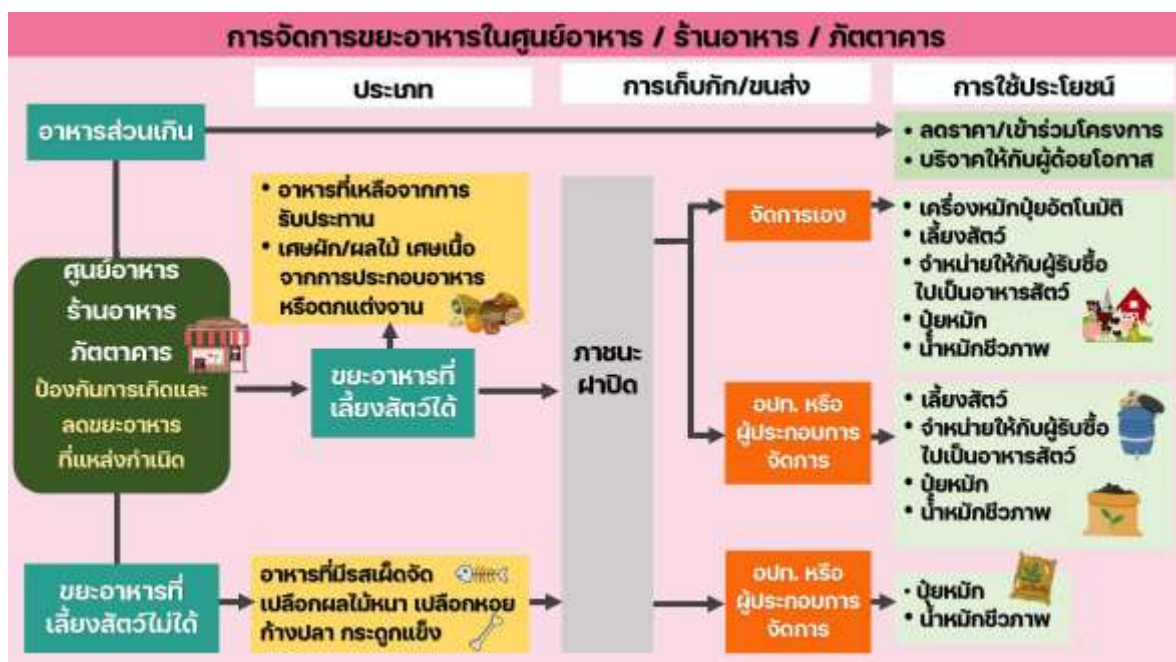 การจัดการขยะอาหารในศูนย์อาหาร / ร้านอาหาร / ภัตตาคาร
ประเภท
การเก็บกัก/ขนส่ง
การใช้ประโยชน์
อาหารส่วนเกิน
• ลดราคา/เข้าร่วมโครงการ
• บริจาคให้กับผู้ด้อยโอกาส
ศูนย์อาหาร
ร้านอาหาร
ภัตตาคาร
ป้องกันการเกิดและ
ลดขยะอาหาร
ที่แหล่งกำเนิด
• อาหารที่เหลือจากการ
รับประทาน
• เศษผัก/ผลไม้ เศษเนื้อ
จากการประกอบอาหาร
หรือตกแต่งจาน
ขยะอาหารที่
เลี้ยงสัตว์ได้
ภาชนะ
ฝาปิด
จัดการเอง
• เครื่องหมักปุ๋ยอัตโนมัติ
• เลี้ยงสัตว์
• จำหน่ายให้กับผู้รับซื้อ
ไปเป็นอาหารสัตว์
• ปุ๋ยหมัก
• น้ำหมักชีวภาพ
อปท. หรือ
ผู้ประกอบการ
จัดการ
• เลี้ยงสัตว์
• จำหน่ายให้กับผู้รับซื้อ
ไปเป็นอาหารสัตว์
• ปุ๋ยหมัก
• น้ำหมักชีวภาพ
ขยะอาหารที่
เลี้ยงสัตว์ไม่ได้
อาหารที่มีรสเผ็ดจัด
เปลือกผลไม้หนา เปลือกหอย
ก้างปลา กระดูกแข็ง
อปท. หรือ
ผู้ประกอบการ
จัดการ
• ปุ๋ยหมัก
• น้ำหมักชีวภาพ